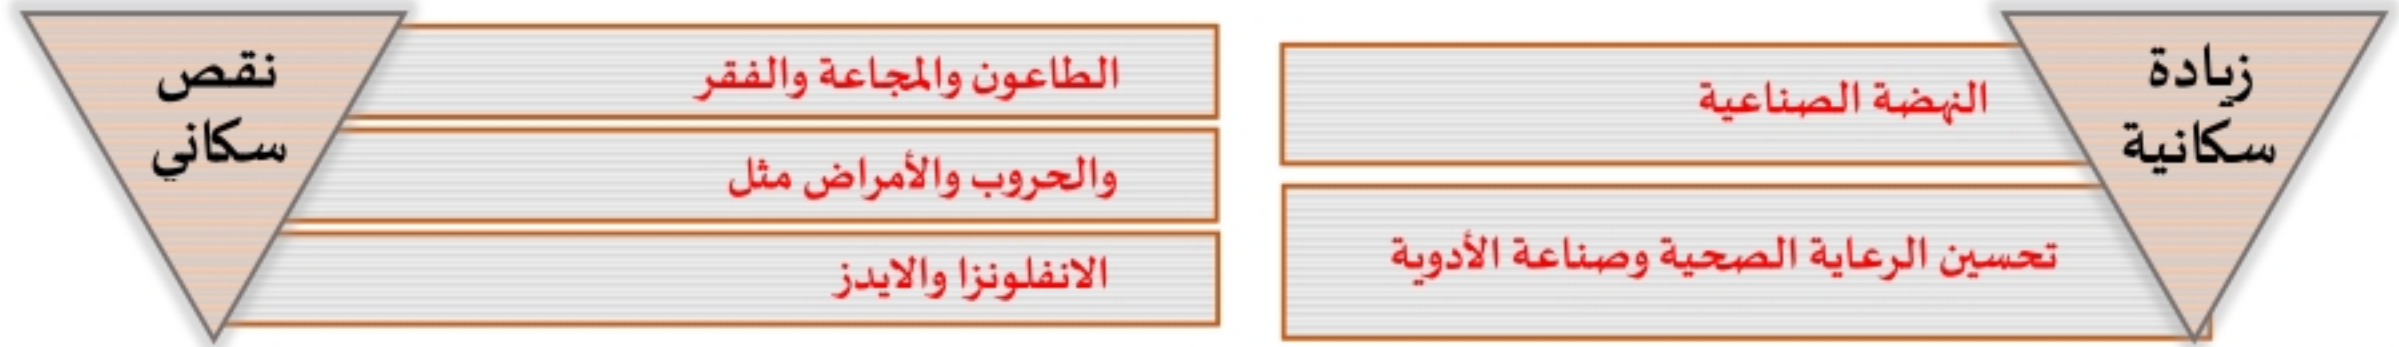 زيادة
سكانية
النهضة الصناعية
تحسين الرعاية الصحية وصناعة الأدوية
نقص
سكاني
الطاعون والمجاعة والفقر
والحروب والأمراض مثل
الانفلونزا والايدز